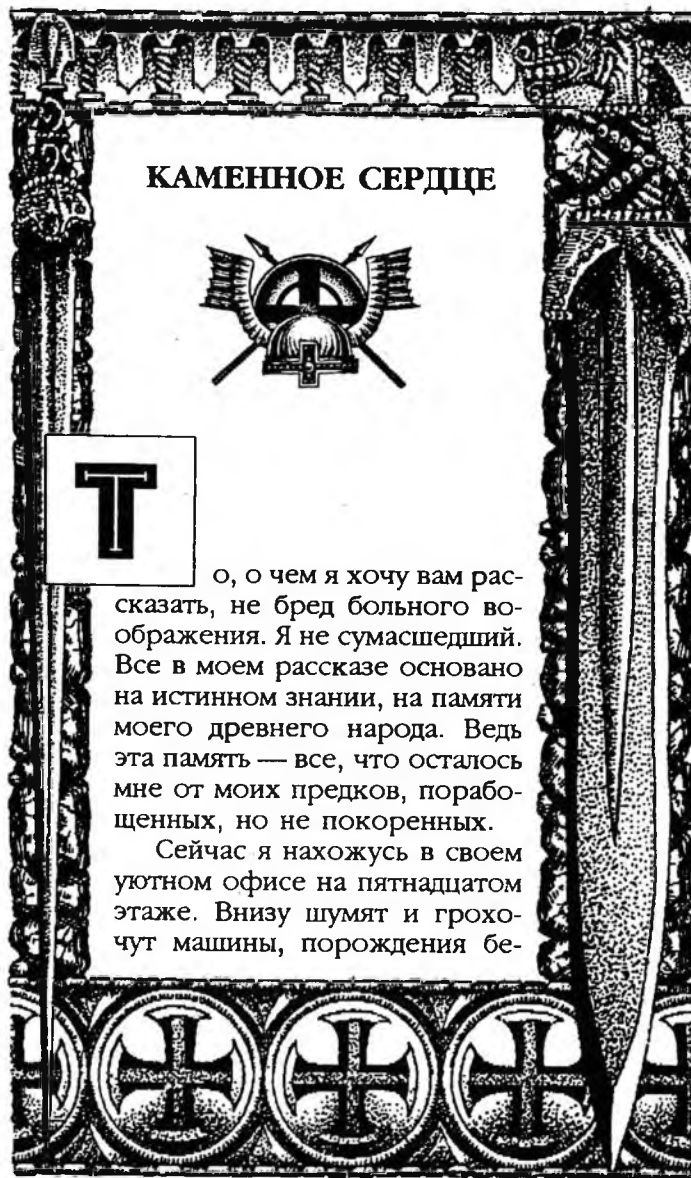 КАМЕННОЕ СЕРДЦЕ
Т
о, о чем я хочу вам рас-
сказать, не бред больного во-
ображения. Я не сумасшедший.
Все в моем рассказе основано
на истинном знании, на памяти
моего древнего народа. Ведь
эта память — все, что осталось
мне от моих предков, порабо-
щенных, но не покоренных.
Сейчас я нахожусь в своем
уютном офисе на пятнадцатом
этаже. Внизу шумят и грохо-
чут машины, порождения бе-